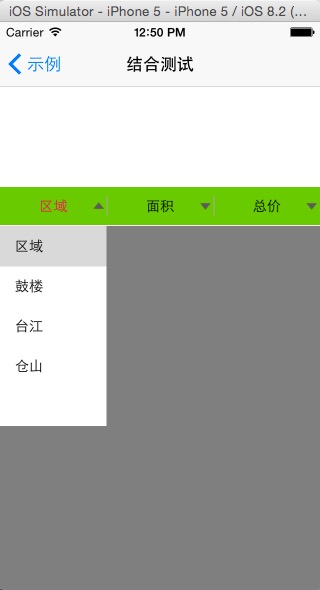 iOS Simulator - iPhone 5 - iPhone 5 / iOS 8.2 (...
Carrier 12:50 PM
示例 结合测试
区域 面积 总价
区域
鼓楼
台江
仓山